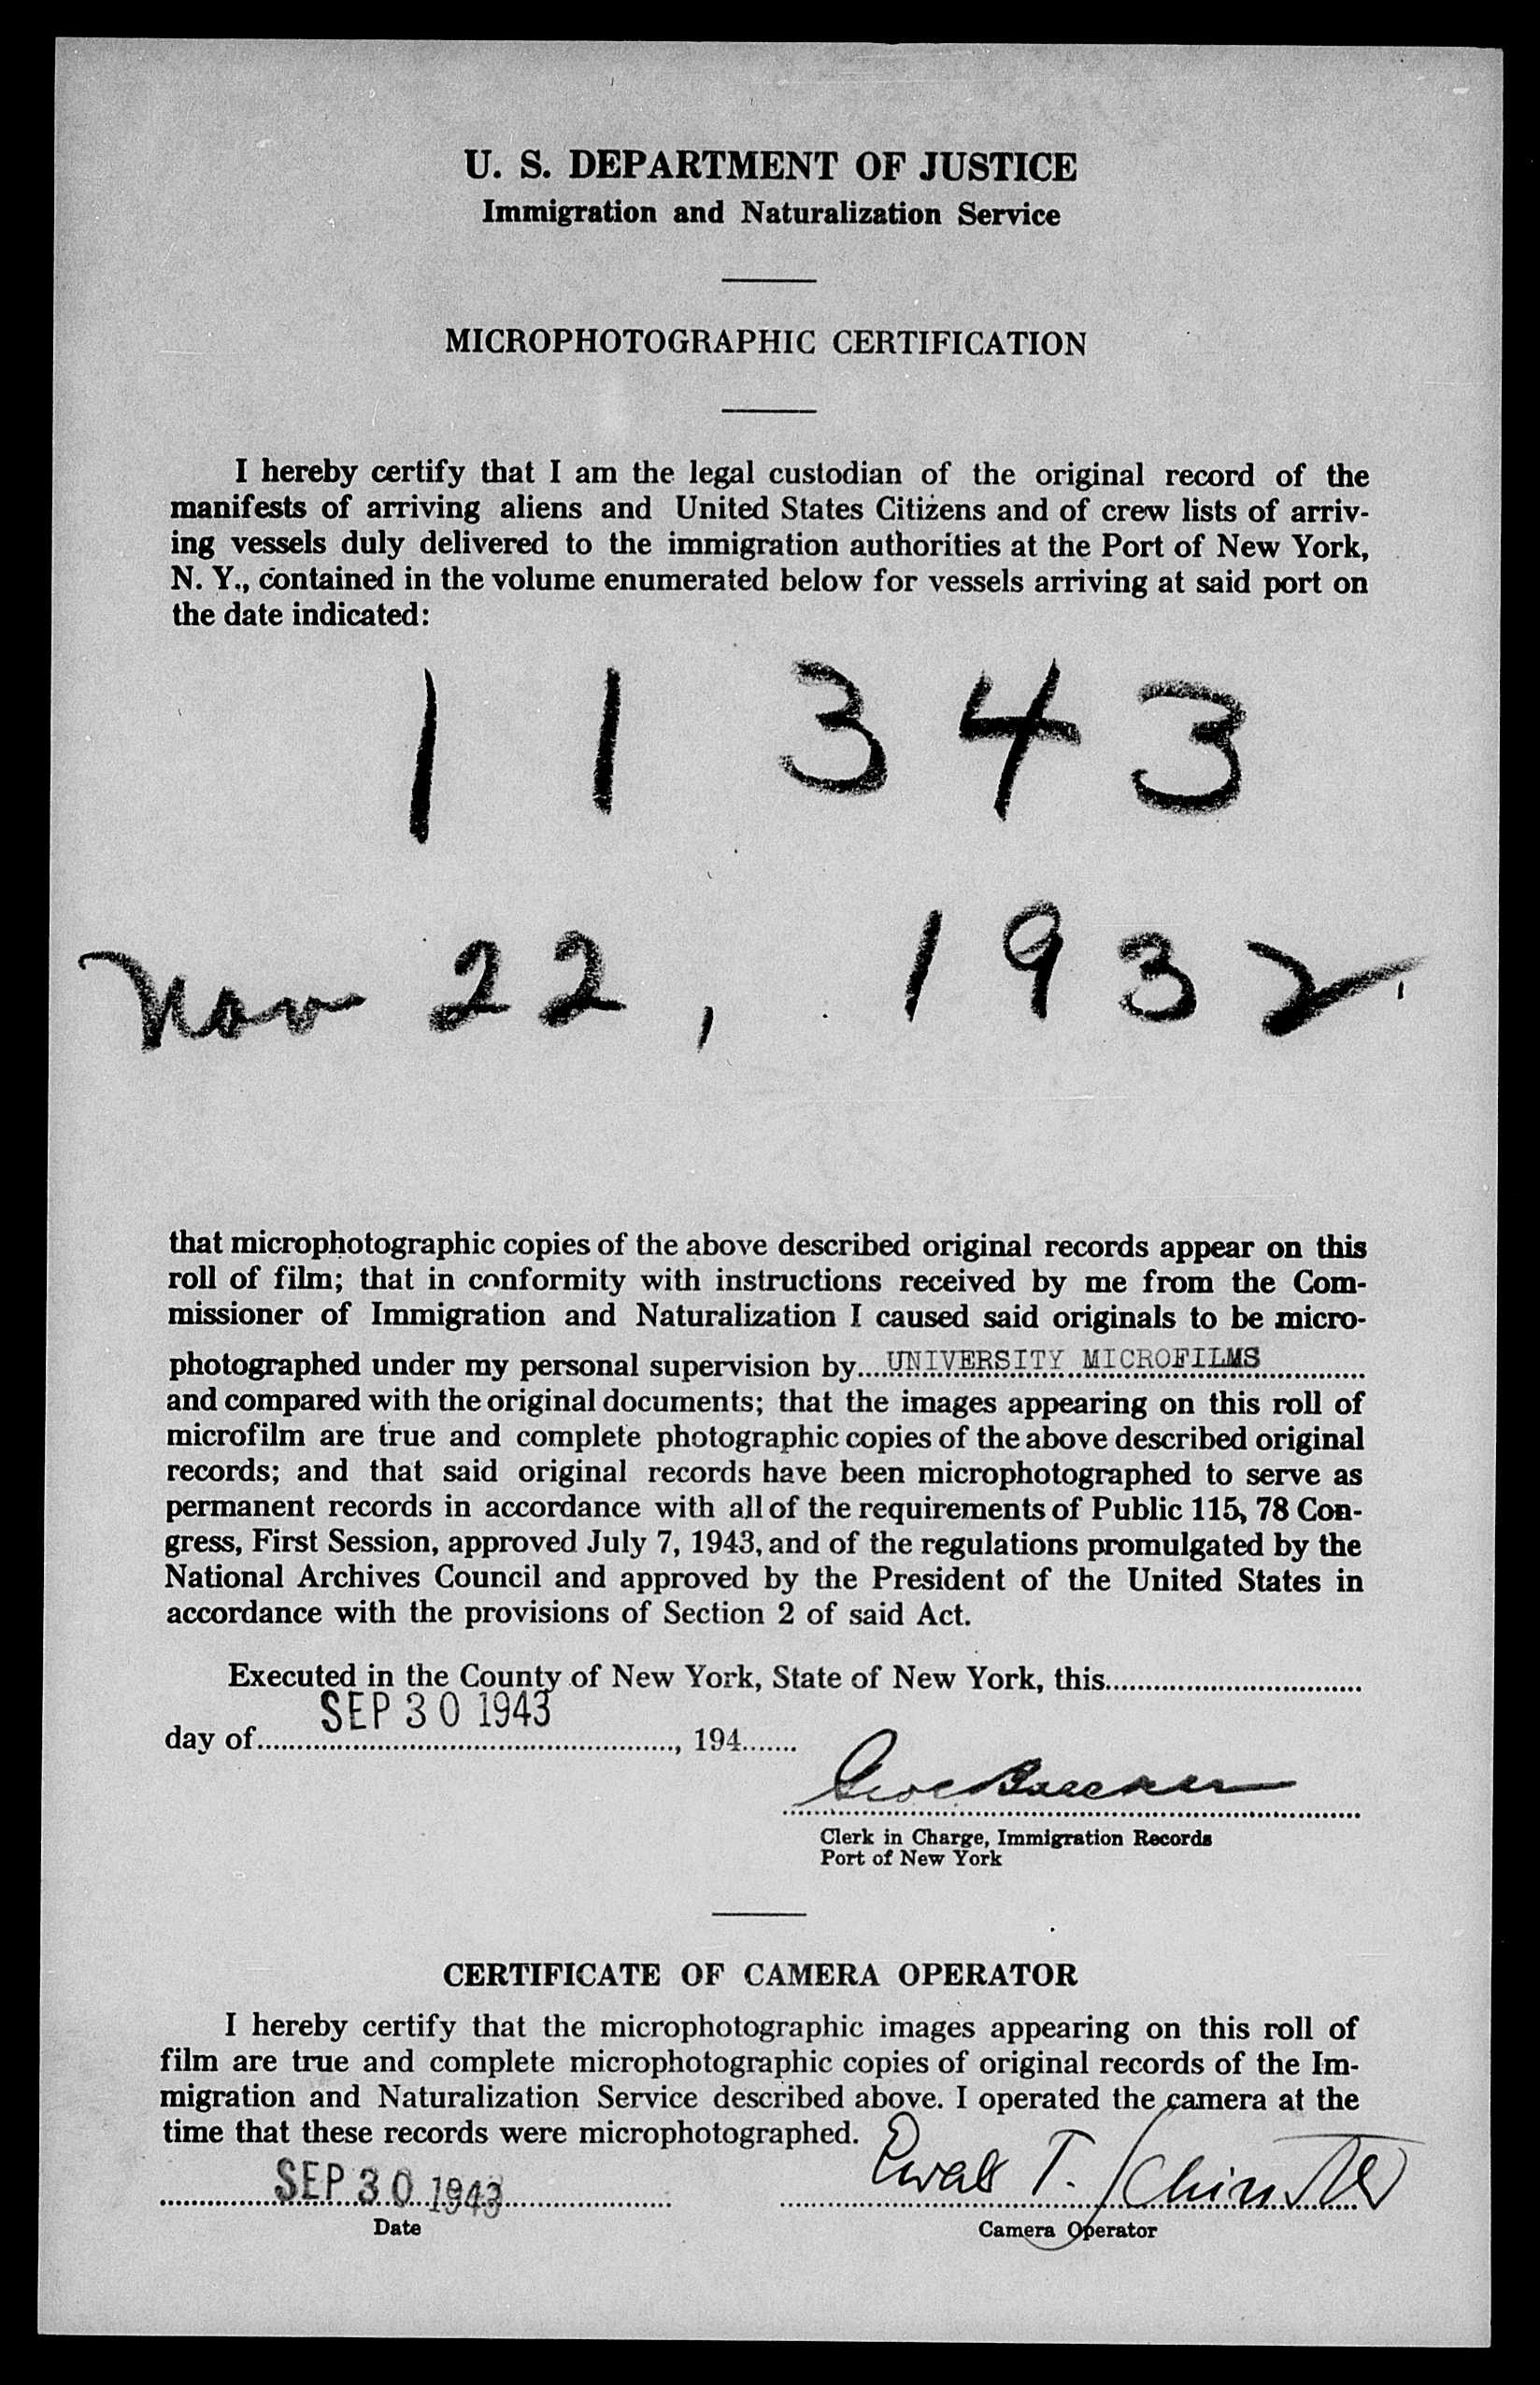 U. S. DEPARTMENT OF JUSTICE
Immigration and Naturalization Service
MICROPHOTOGRAPHIC CERTIFICATION
I hereby certify that I am the legal custodian of the original record of the
manifests of arriving aliens and United States Citizens and of crew lists of arriv-
ing vessels duly delivered to the immigration authorities at the Port of New York,
N. Y., contained in the volume enumerated below for vessels arriving at said port on
the date indicated:
1 1 3 4 3
Nov 22, 1932
that microphotographic copies of the above described original records appear on this
roll of film; that in conformity with instructions received by me from the Com-
missioner of Immigration and Naturalization I caused said originals to be micro-
photographed under my personal supervision by....UNIVERSITY MICROFILMS
and compared with the original documents; that the images appearing on this roll of
microfilm are true and complete photographic copies of the above described original
records; and that said original records have been microphotographed to serve as
permanent records in accordance with all of the requirements of Public 115, 78 Con-
gress, First Session, approved July 7, 1943, and of the regulations promulgated by the
National Archives Council and approved by the President of the United States in
accordance with the provisions of Section 2 of said Act.
Executed in the County of New York, State of New York, this
SEP 30 1943
day of, 194
Clerk in Charge, Immigration Records
Port of New York
CERTIFICATE OF CAMERA OPERATOR
I hereby certify that the microphotographic images appearing on this roll of
film are true and complete microphotographic copies of original records of the Im-
migration and Naturalization Service described above. I operated the camera at the
time that these records were microphotographed.
SEP 30 1943
T.
Date
Camera Operator